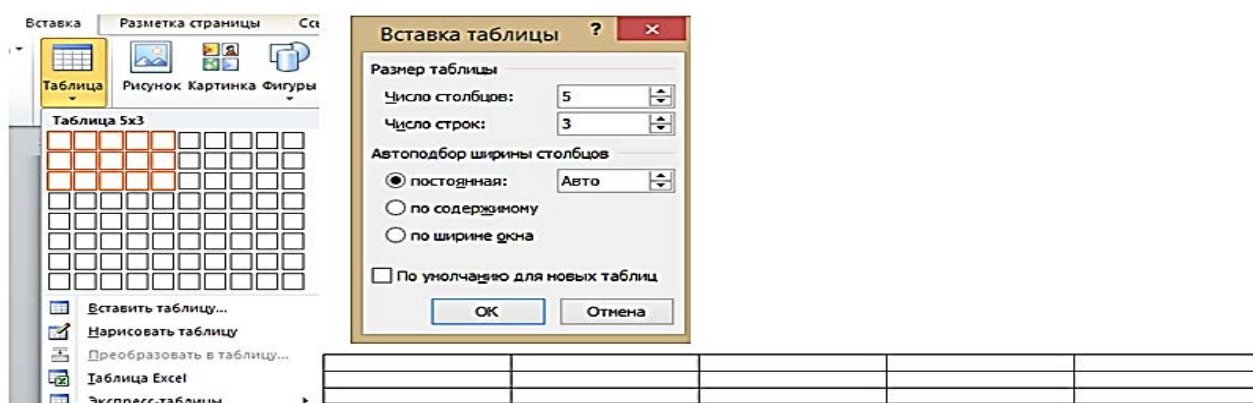 Вставка Разметка страницы Ссы
Таблица Рисунок Картинка Фигуры
Таблица 5x3
Вставить таблицу...
Нарисовать таблицу
Преобразовать в таблицу...
Таблица Excel
Экспресс-таблицы
Вставка таблицы ? ×
Размер таблицы
Число столбцов: 5
Число строк: 3
Автоподбор ширины столбцов
постоянная: Авто
по содержимому
по ширине окна
По умолчанию для новых таблиц
ОК Отмена